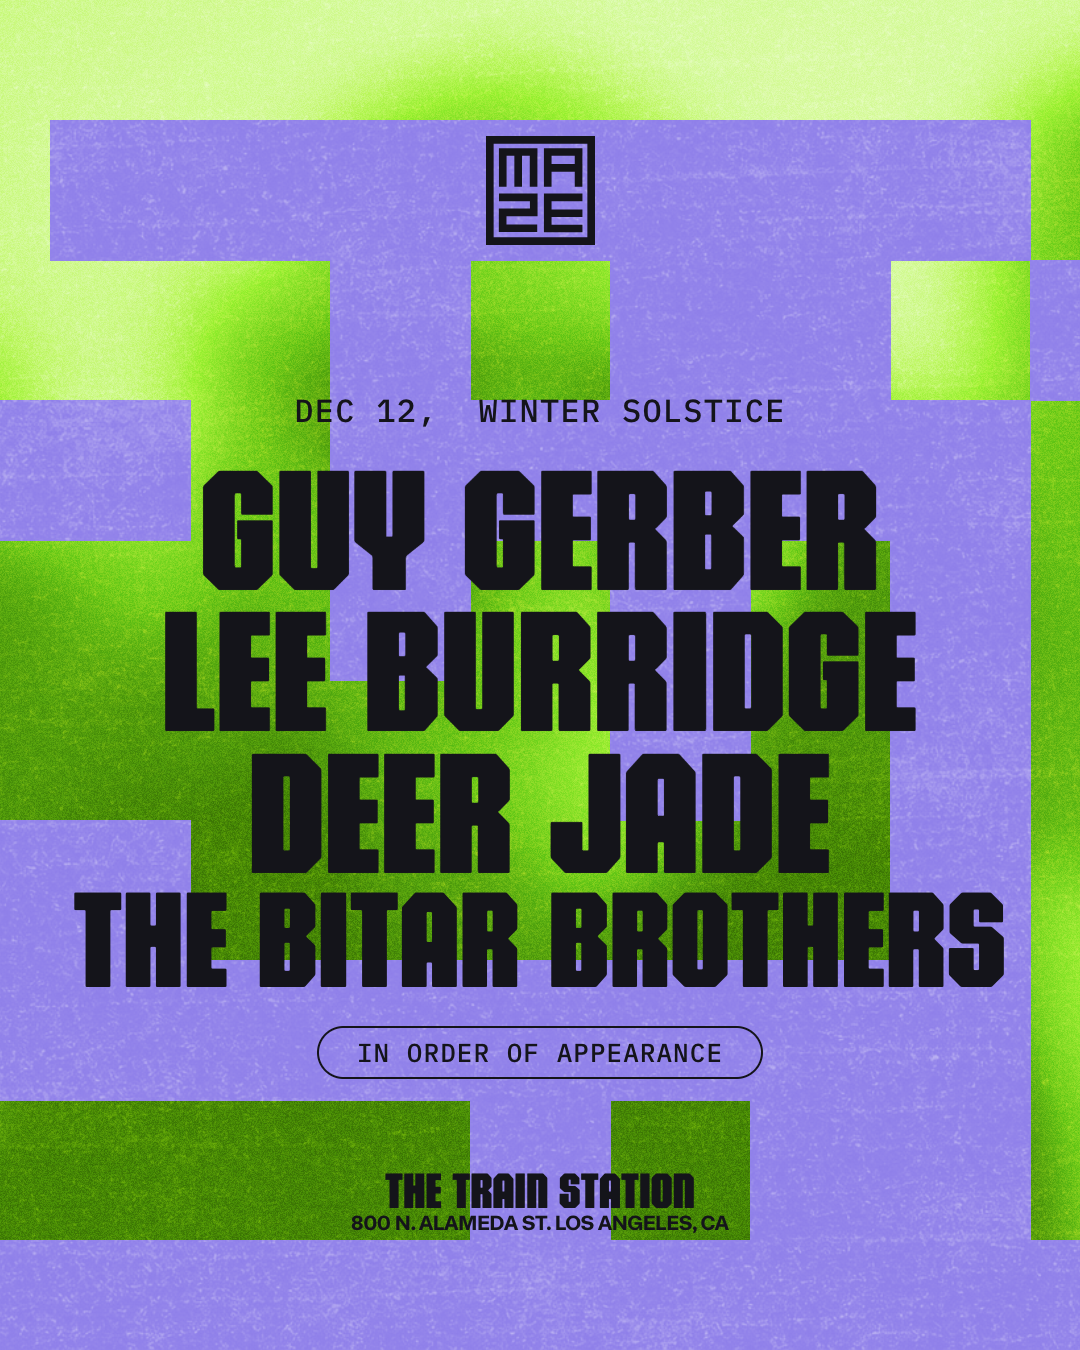 MA
ZE
DEC 12, WINTER SOLSTICE
GUY GERBER
LEE BURRIDGE
DEER JADE
THE BITAR BROTHERS
IN ORDER OF APPEARANCE
THE TRAIN STATION
800 N. ALAMEDA ST. LOS ANGELES, CA